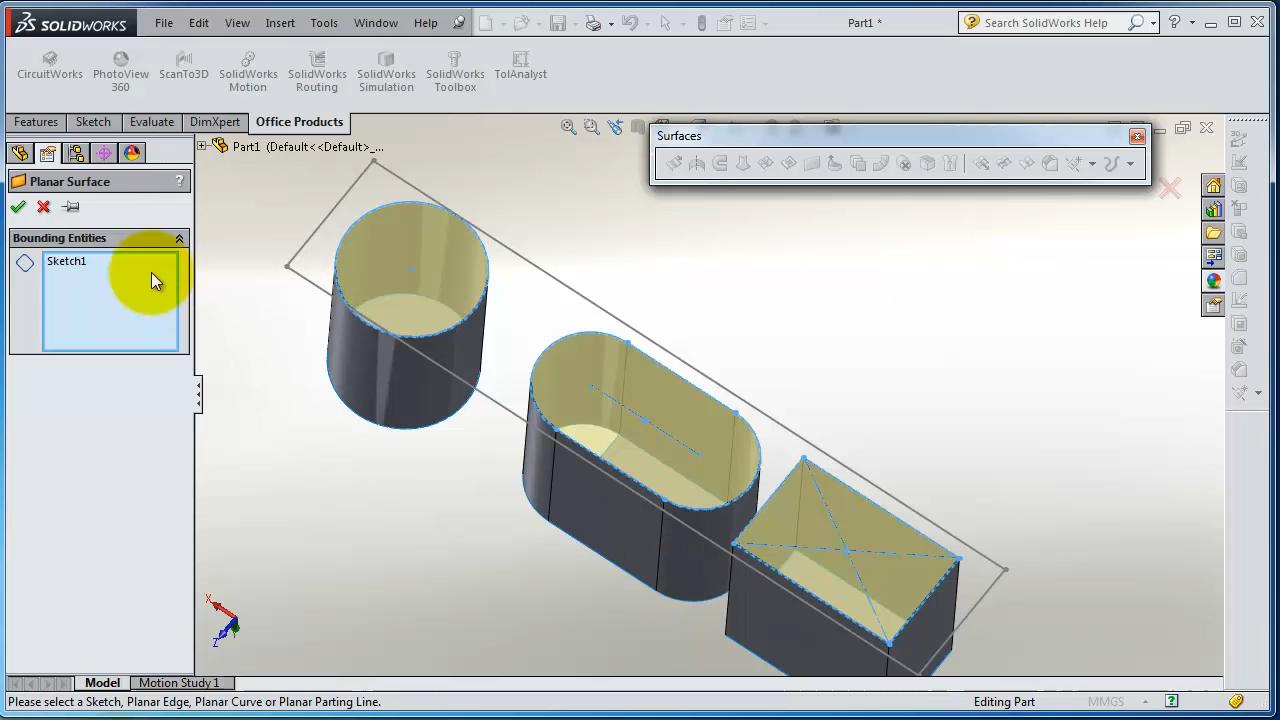 SOLIDWORKS File Edit View Insert Tools Window Help Part1 * Search SolidWorks Help
CircuitWorks PhotoView 360 ScanTo3D SolidWorks Motion SolidWorks Routing SolidWorks Simulation SolidWorks Toolbox TolAnalyst
Features Sketch Evaluate DimXpert Office Products
Surfaces
Part1 (Default<<Default>_...
Planar Surface ?
Bounding Entities
Sketch1
X
Z
Model Motion Study 1
Please select a Sketch, Planar Edge, Planar Curve or Planar Parting Line. Editing Part MMGS